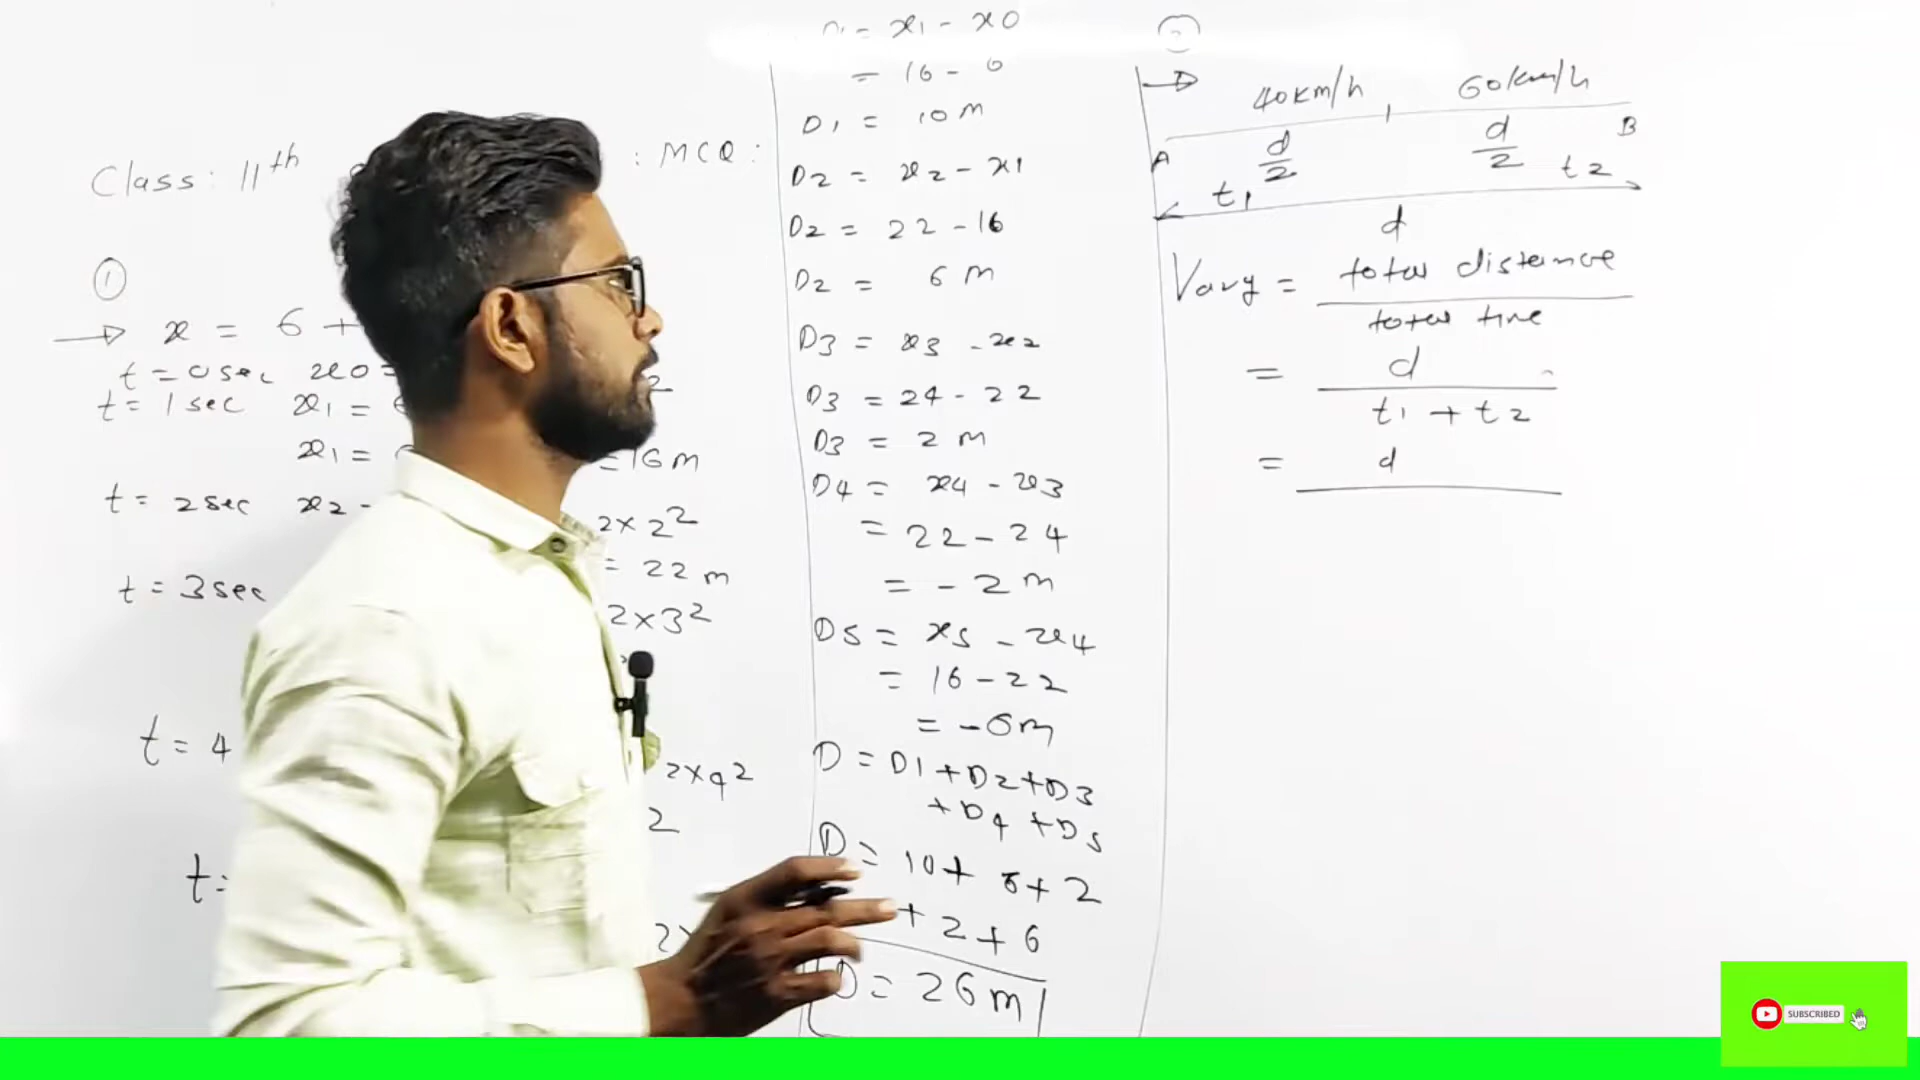 Class: 11th
: MCQ :
1
x = 6 +
t = 0 sec x0 =
t = 1 sec x1 =
x1 =
= 16 m
t = 2 sec x2 -
2 × 2²
= 22 m
t = 3 sec
2 × 3²
t = 4
2 × 4²
2
t =
D1 = x1 - x0
= 16 - 6
D1 = 10 m
D2 = x2 - x1
D2 = 22 - 16
D2 = 6 m
D3 = x3 - x2
D3 = 24 - 22
D3 = 2 m
D4 = x4 - x3
= 22 - 24
= - 2 m
D5 = x5 - x4
= 16 - 22
= - 6 m
D = D1 + D2 + D3
+ D4 + D5
D = 10 + 6 + 2
+ 2 + 6
D = 26 m
2
40 km/h 60 km/h
A d/2 d/2 B
t1 t2
d
Vavg = total distance
total time
= d
t1 + t2
= d
SUBSCRIBED